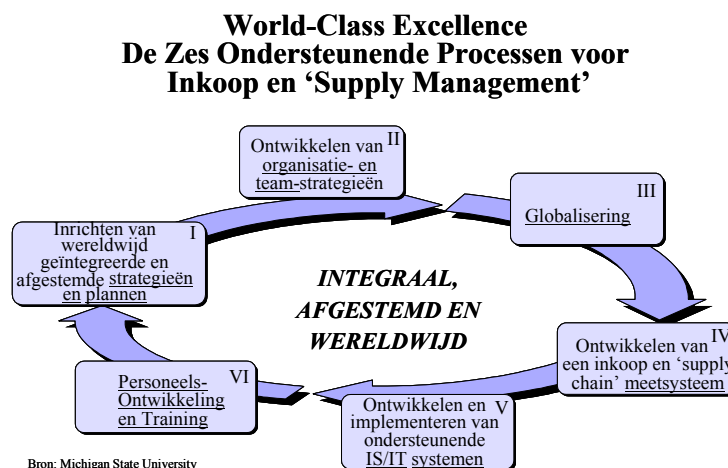 World-Class Excellence
De Zes Ondersteunende Processen voor
Inkoop en ‘Supply Management’
I
Inrichten van
wereldwijd
geïntegreerde en
afgestemde strategieën
en plannen
II
Ontwikkelen van
organisatie- en
team-strategieën
III
Globalisering
IV
Ontwikkelen van
een inkoop en ‘supply
chain’ meetsysteem
V
Ontwikkelen en
implementeren van
ondersteunende
IS/IT systemen
VI
Personeels-
Ontwikkeling
en Training
INTEGRAAL,
AFGESTEMD EN
WERELDWIJD
Bron: Michigan State University